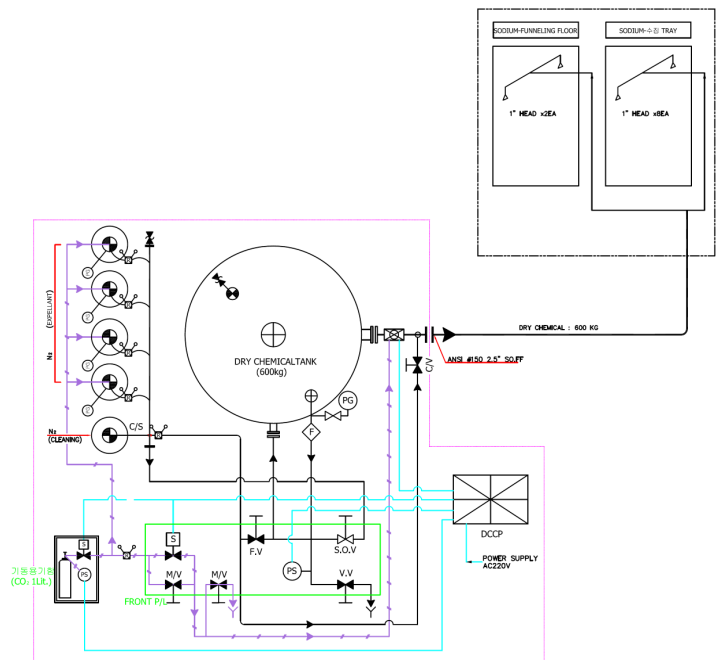 SODIUM-FUNNELING FLOOR
SODIUM-수집 TRAY
1" HEAD x2EA
1" HEAD x8EA
N₂ (EXPELLANT)
DRY CHEMICALTANK
(600kg)
DRY CHEMICAL : 600 KG
ANSI #150 2.5" SO.FF
C/V
PG
F
N₂
(CLEANING)
C/S
S
S
F.V
S.O.V
DCCP
POWER SUPPLY
AC220V
기동용기함
(CO₂ 1Lit.)
PS
M/V
M/V
PS
V.V
FRONT P/L